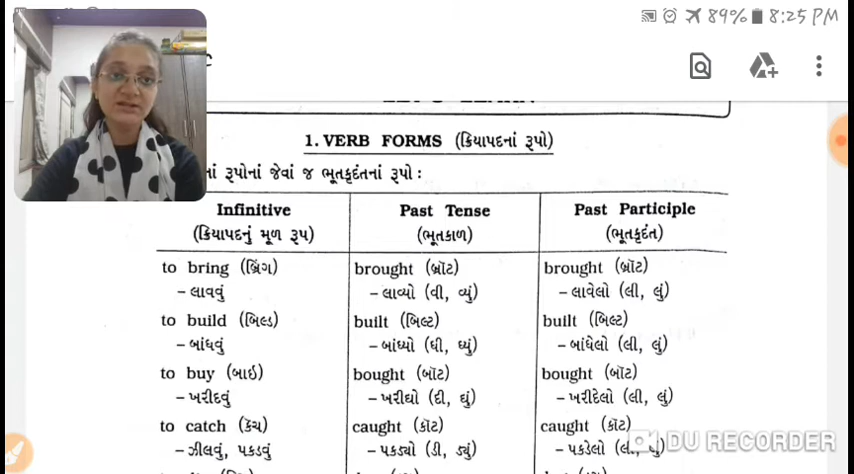 89% 8:25 PM
1. VERB FORMS (ક્રિયાપદનાં રૂપો)
રૂપોનાં જેવાં જ ભૂતકૃદંતનાં રૂપો :
Infinitive Past Tense Past Participle
(ક્રિયાપદનું મૂળ રૂપ) (ભૂતકાળ) (ભૂતકૃદંત)
to bring (બ્રિંગ) brought (બ્રૉટ) brought (બ્રૉટ)
– લાવવું – લાવ્યો (વી, વ્યું) – લાવેલો (લી, લું)
to build (બિલ્ડ) built (બિલ્ટ) built (બિલ્ટ)
– બાંધવું – બાંધ્યો (ધી, ધ્યું) – બાંધેલો (લી, લું)
to buy (બાઇ) bought (બૉટ) bought (બૉટ)
– ખરીદવું – ખરીદ્યો (દી, દ્યું) – ખરીદેલો (લી, લું)
to catch (કૅચ) caught (કૉટ) caught (કૉટ)
– ઝીલવું, પકડવું – પકડ્યો (ડી, ડ્યું) – પકડેલો
DU RECORDER